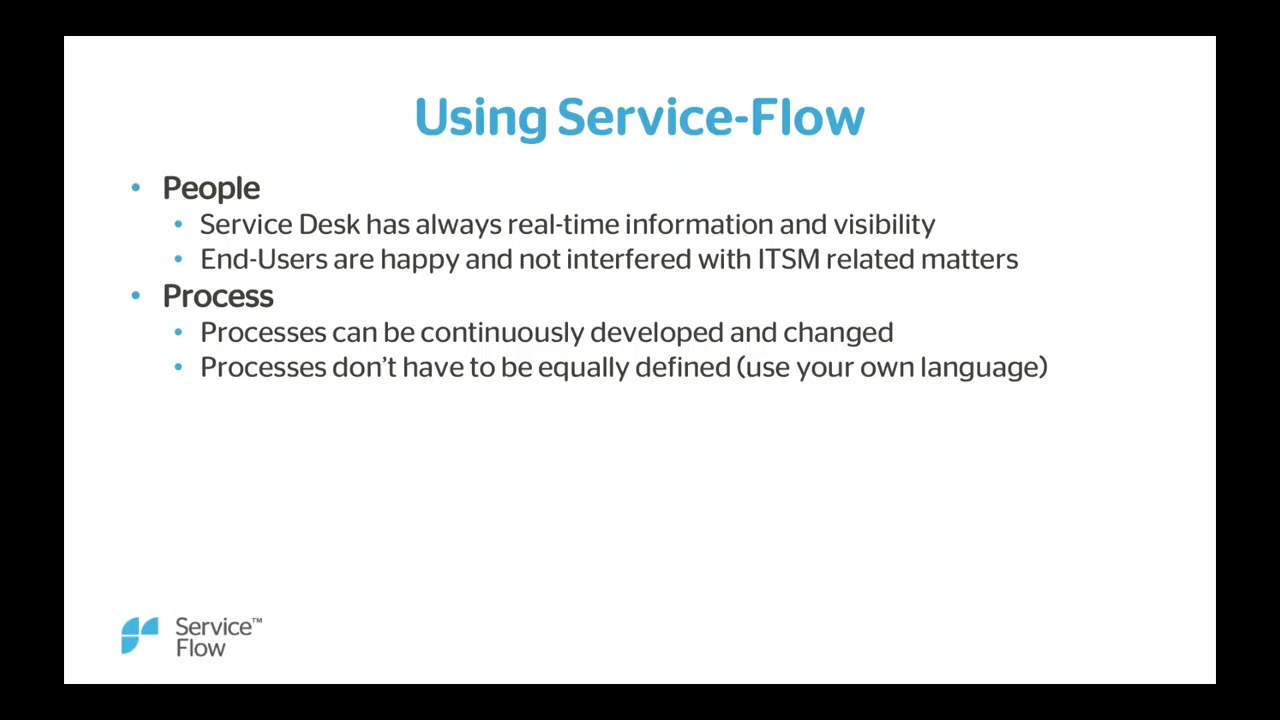 Using Service-Flow
• People
• Service Desk has always real-time information and visibility
• End-Users are happy and not interfered with ITSM related matters
• Process
• Processes can be continuously developed and changed
• Processes don’t have to be equally defined (use your own language)
Service™
Flow